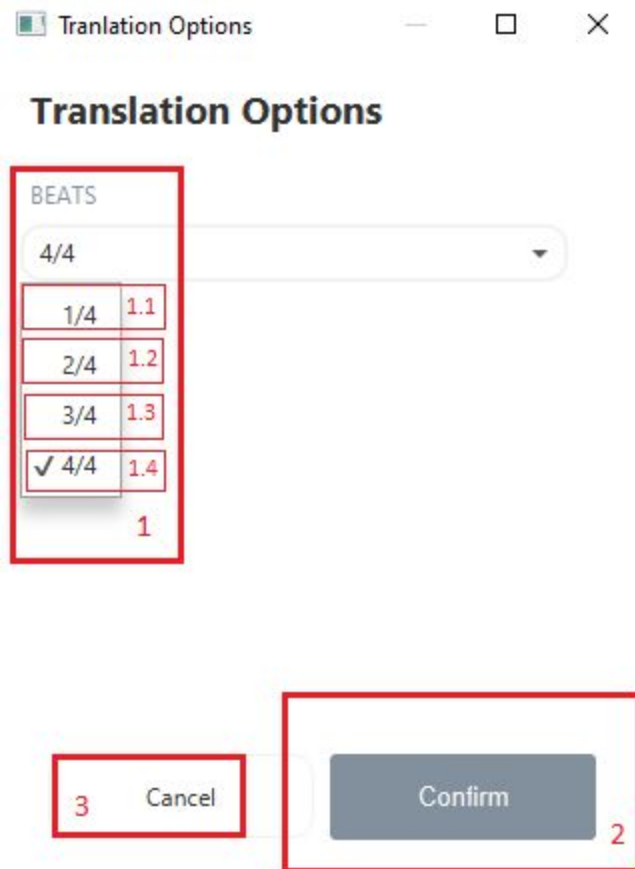 Tranlation Options
Translation Options
BEATS
4/4
1/4 1.1
2/4 1.2
3/4 1.3
✓ 4/4 1.4
1
3 Cancel Confirm 2